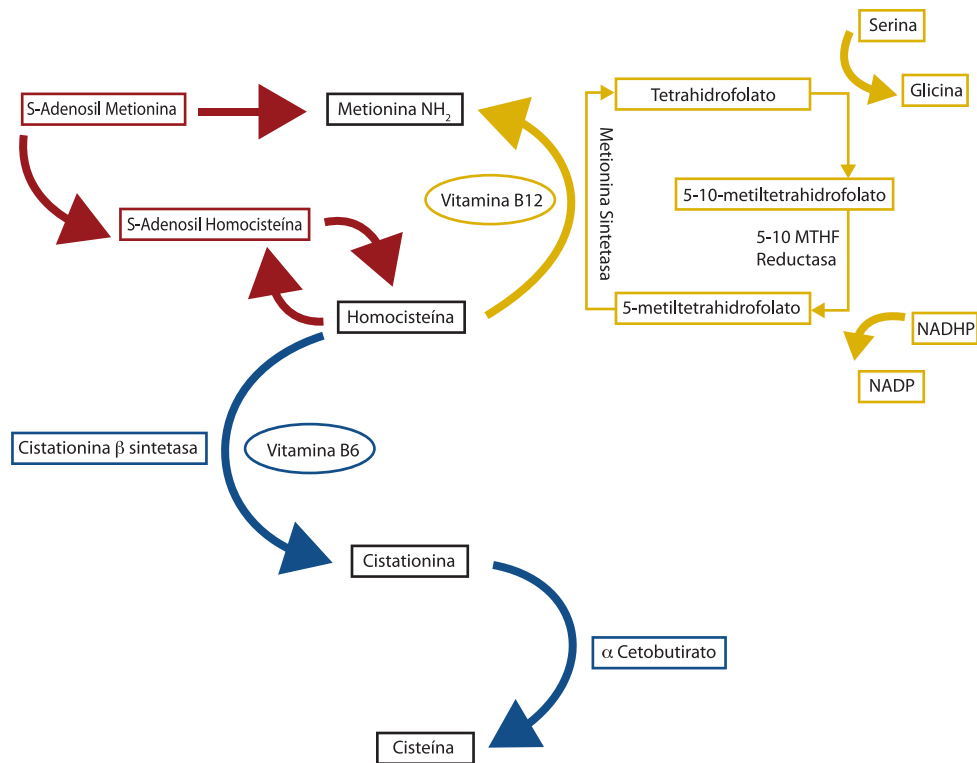 Serina
Glicina
Tetrahidrofolato
S-Adenosil Metionina
Metionina NH₂
Metionina Sintetasa
Vitamina B12
5-10-metiltetrahidrofolato
S-Adenosil Homocisteína
5-10 MTHF
Reductasa
5-metiltetrahidrofolato
Homocisteína
NADHP
NADP
Cistationina β sintetasa
Vitamina B6
Cistationina
α Cetobutirato
Cisteína